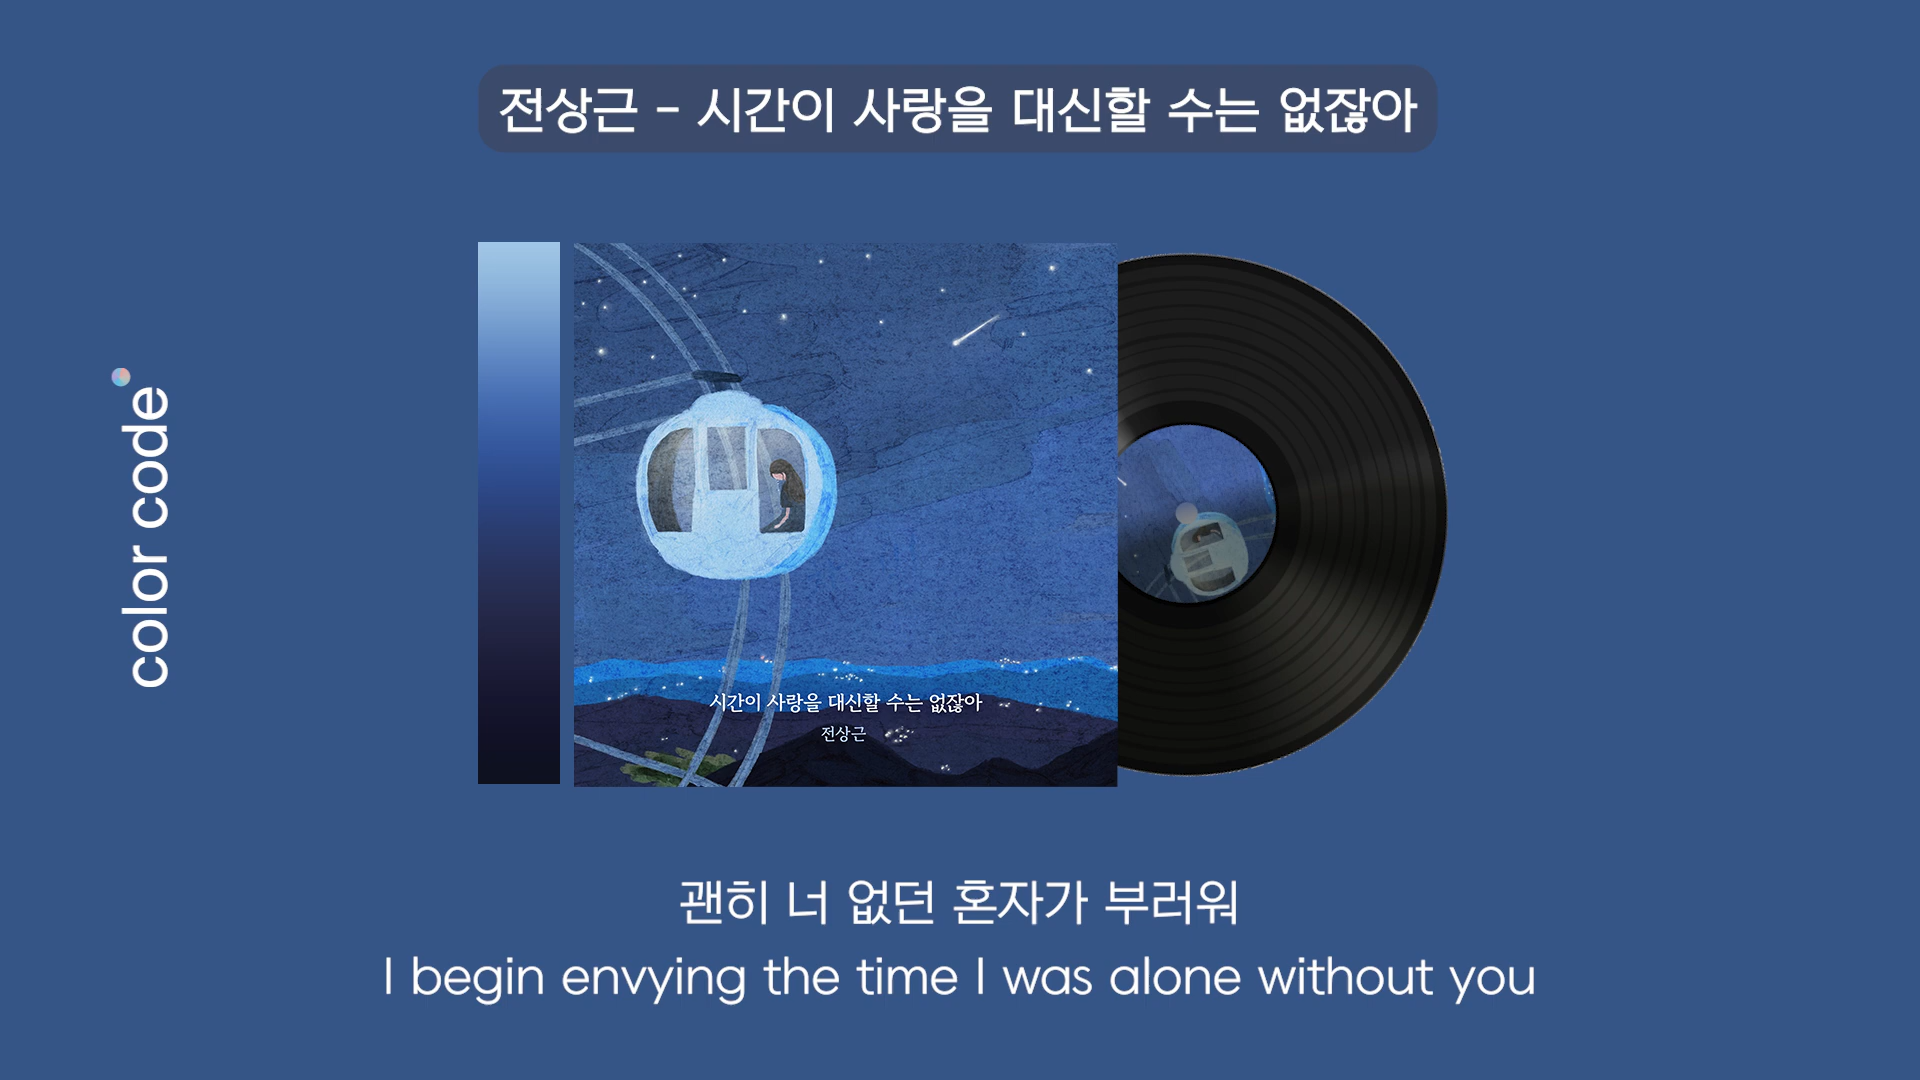 전상근 - 시간이 사랑을 대신할 수는 없잖아
color code
시간이 사랑을 대신할 수는 없잖아
전상근
괜히 너 없던 혼자가 부러워
I begin envying the time I was alone without you